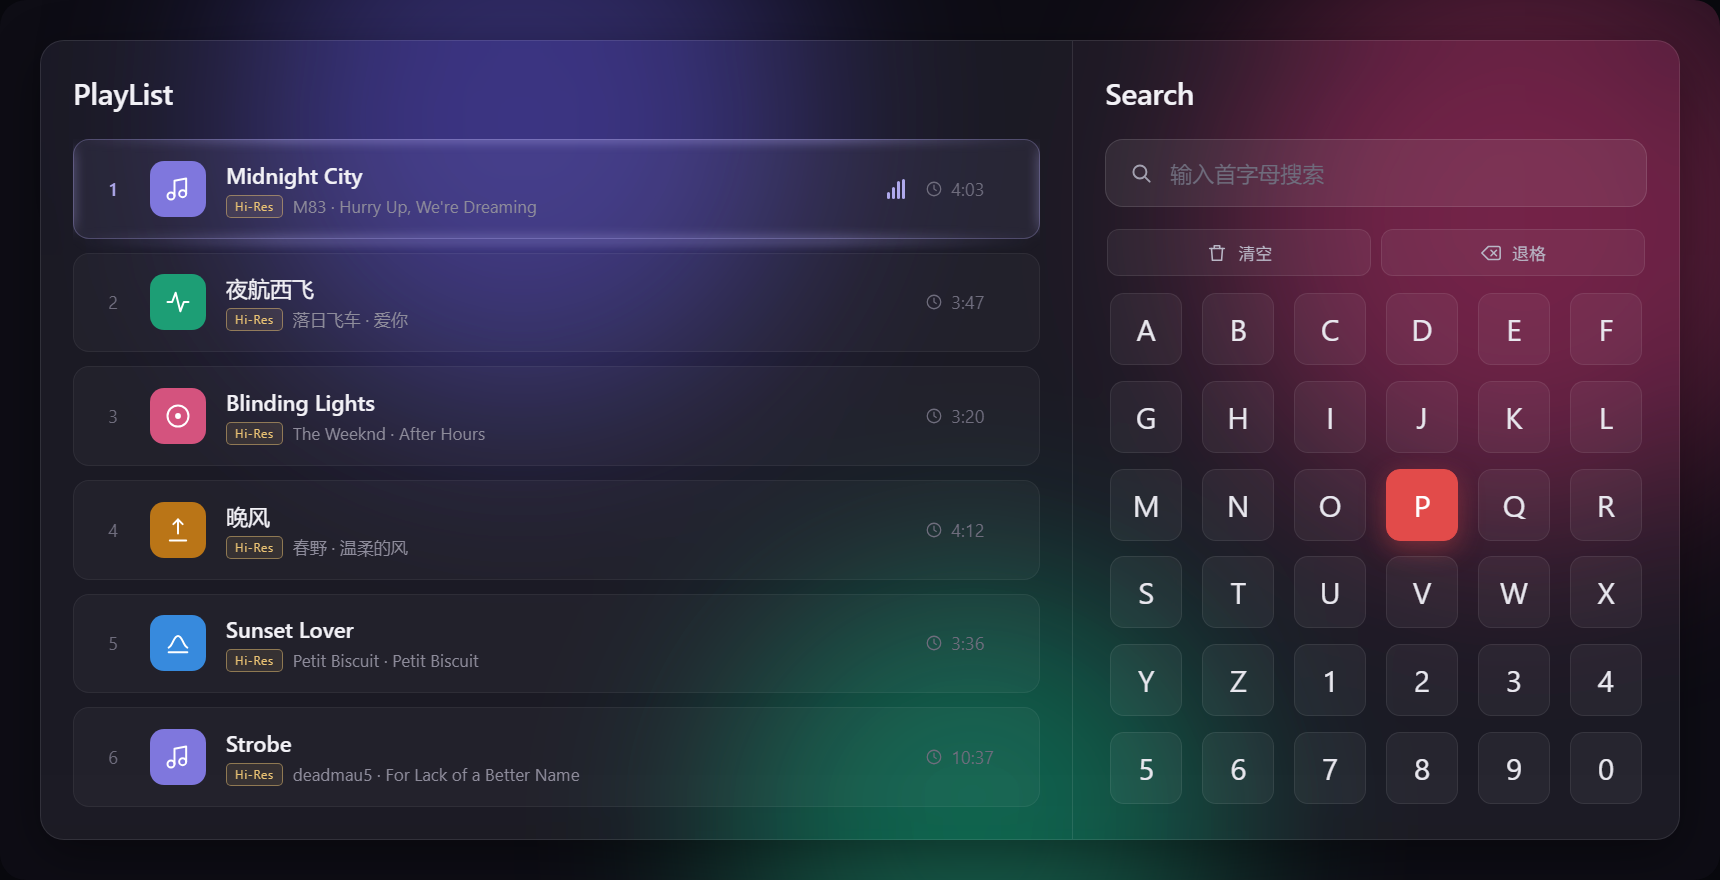 PlayList
1
Midnight City
Hi-Res M83 · Hurry Up, We're Dreaming
4:03
2
夜航西飞
Hi-Res 落日飞车 · 爱你
3:47
3
Blinding Lights
Hi-Res The Weeknd · After Hours
3:20
4
晚风
Hi-Res 春野 · 温柔的风
4:12
5
Sunset Lover
Hi-Res Petit Biscuit · Petit Biscuit
3:36
6
Strobe
Hi-Res deadmau5 · For Lack of a Better Name
10:37
Search
输入首字母搜索
清空 退格
A B C D E F
G H I J K L
M N O P Q R
S T U V W X
Y Z 1 2 3 4
5 6 7 8 9 0